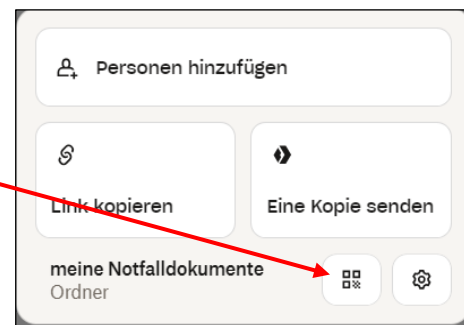 Personen hinzufügen
Link kopieren
Eine Kopie senden
meine Notfalldokumente
Ordner